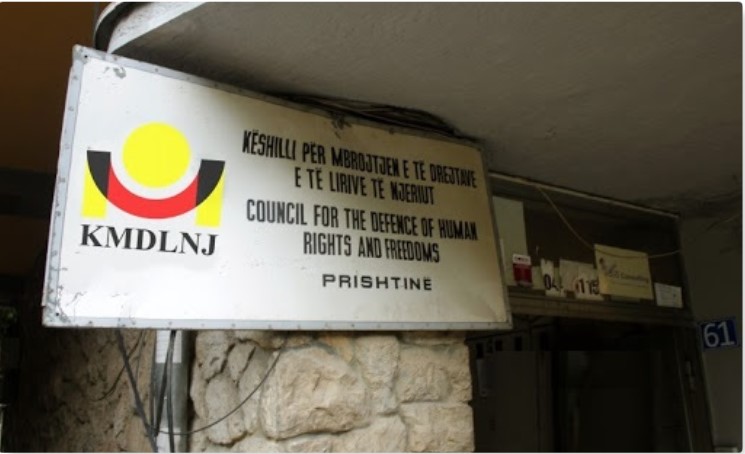 KËSHILLI PËR MBROJTJEN E TË DREJTAVE
E TË LIRIVE TË NJERIUT
COUNCIL FOR THE DEFENCE OF HUMAN
RIGHTS AND FREEDOMS
PRISHTINË
KMDLNJ
61